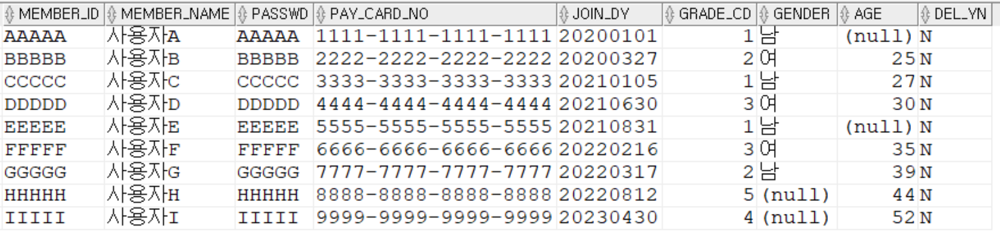 MEMBER_ID MEMBER_NAME PASSWD PAY_CARD_NO JOIN_DY GRADE_CD GENDER AGE DEL_YN
AAAAA 사용자A AAAAA 1111-1111-1111-1111 20200101 1 남 (null) N
BBBBB 사용자B BBBBB 2222-2222-2222-2222 20200327 2 여 25 N
CCCCC 사용자C CCCCC 3333-3333-3333-3333 20210105 1 남 27 N
DDDDD 사용자D DDDDD 4444-4444-4444-4444 20210630 3 여 30 N
EEEEE 사용자E EEEEE 5555-5555-5555-5555 20210831 1 남 (null) N
FFFFF 사용자F FFFFF 6666-6666-6666-6666 20220216 3 여 35 N
GGGGG 사용자G GGGGG 7777-7777-7777-7777 20220317 2 남 39 N
HHHHH 사용자H HHHHH 8888-8888-8888-8888 20220812 5 (null) 44 N
IIIII 사용자I IIIII 9999-9999-9999-9999 20230430 4 (null) 52 N